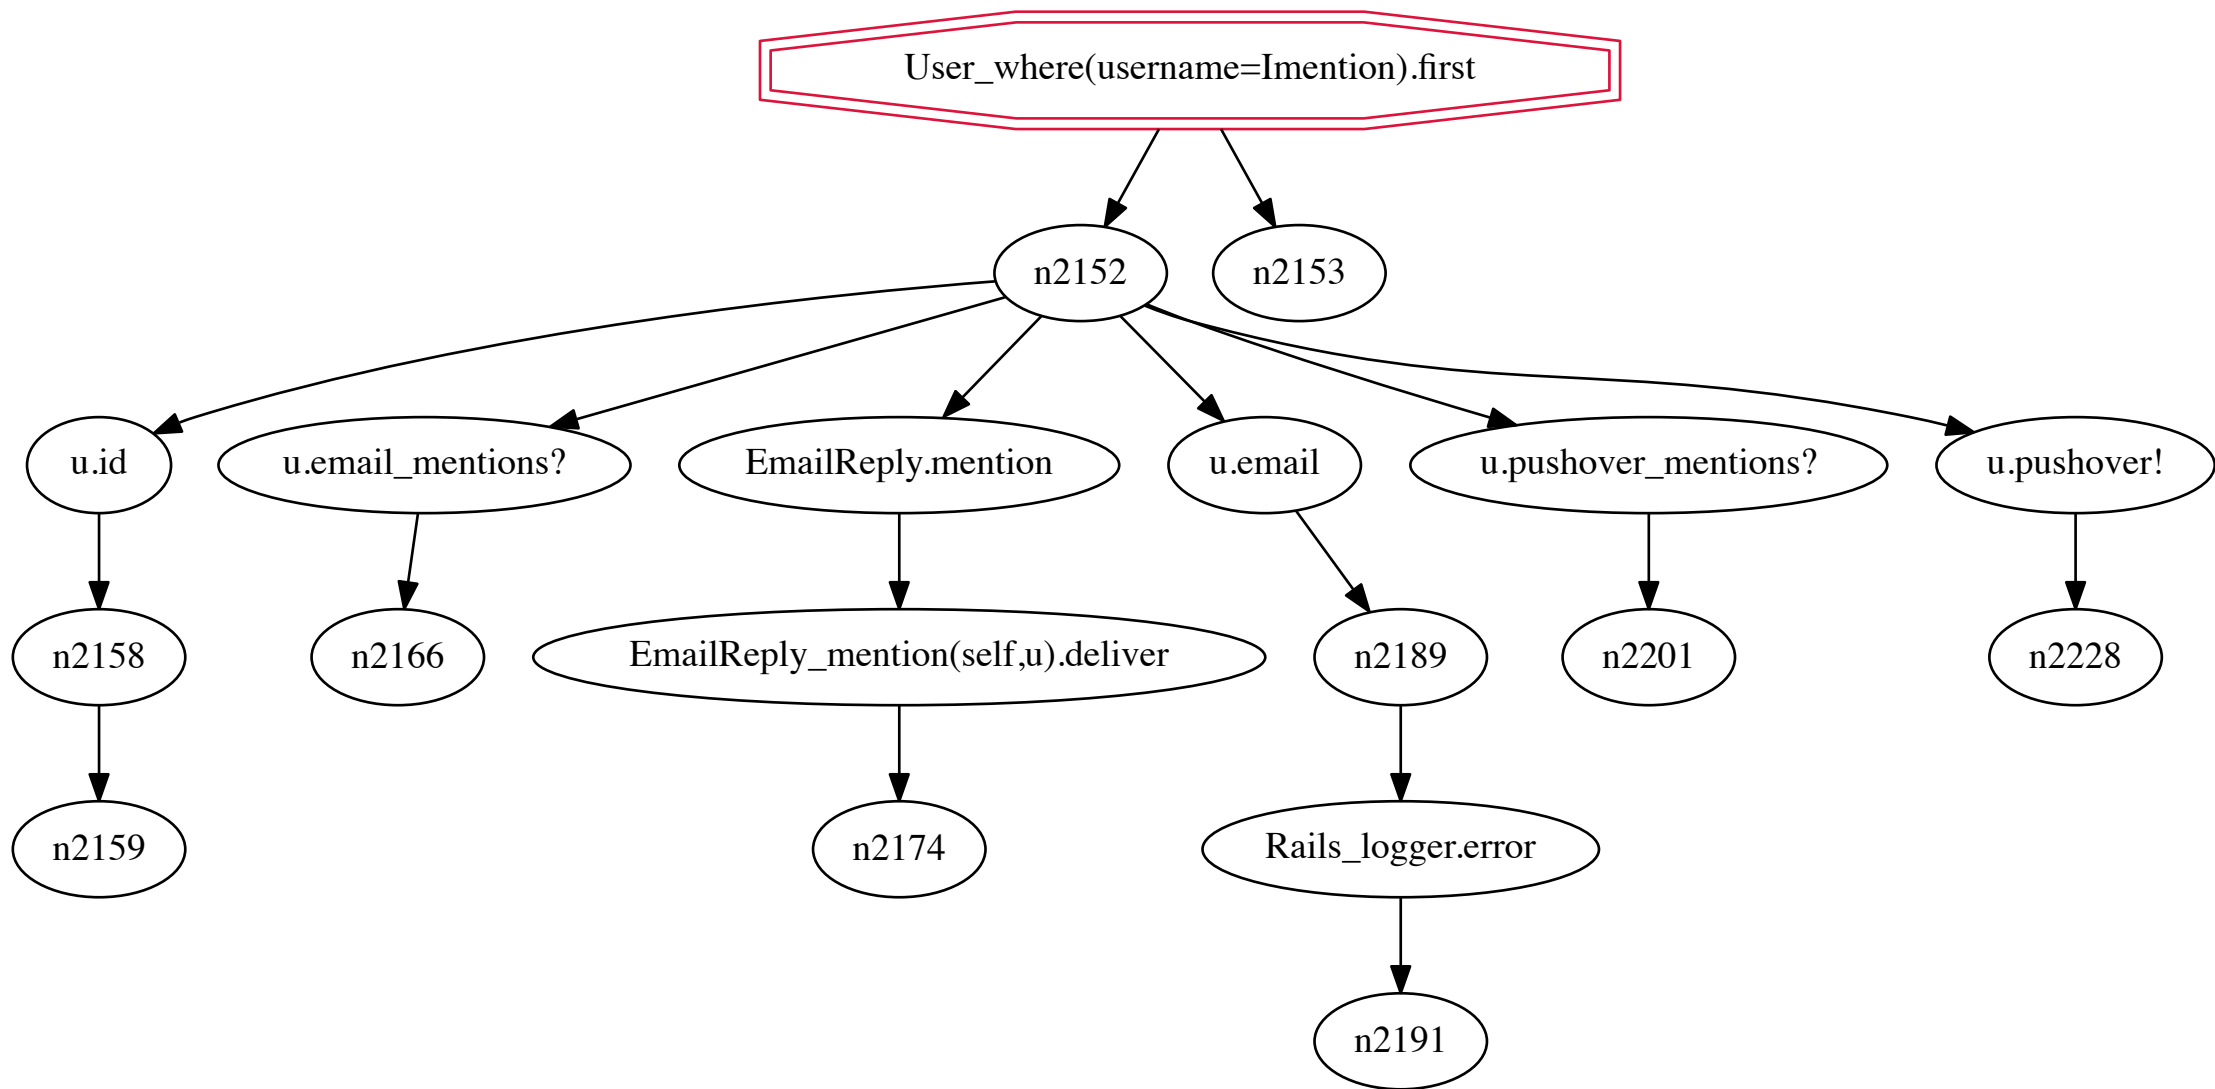 User_where(username=Imention).first
n2152
n2153
u.id
u.email_mentions?
EmailReply.mention
u.email
u.pushover_mentions?
u.pushover!
n2158
n2166
EmailReply_mention(self,u).deliver
n2189
n2201
n2228
n2159
n2174
Rails_logger.error
n2191